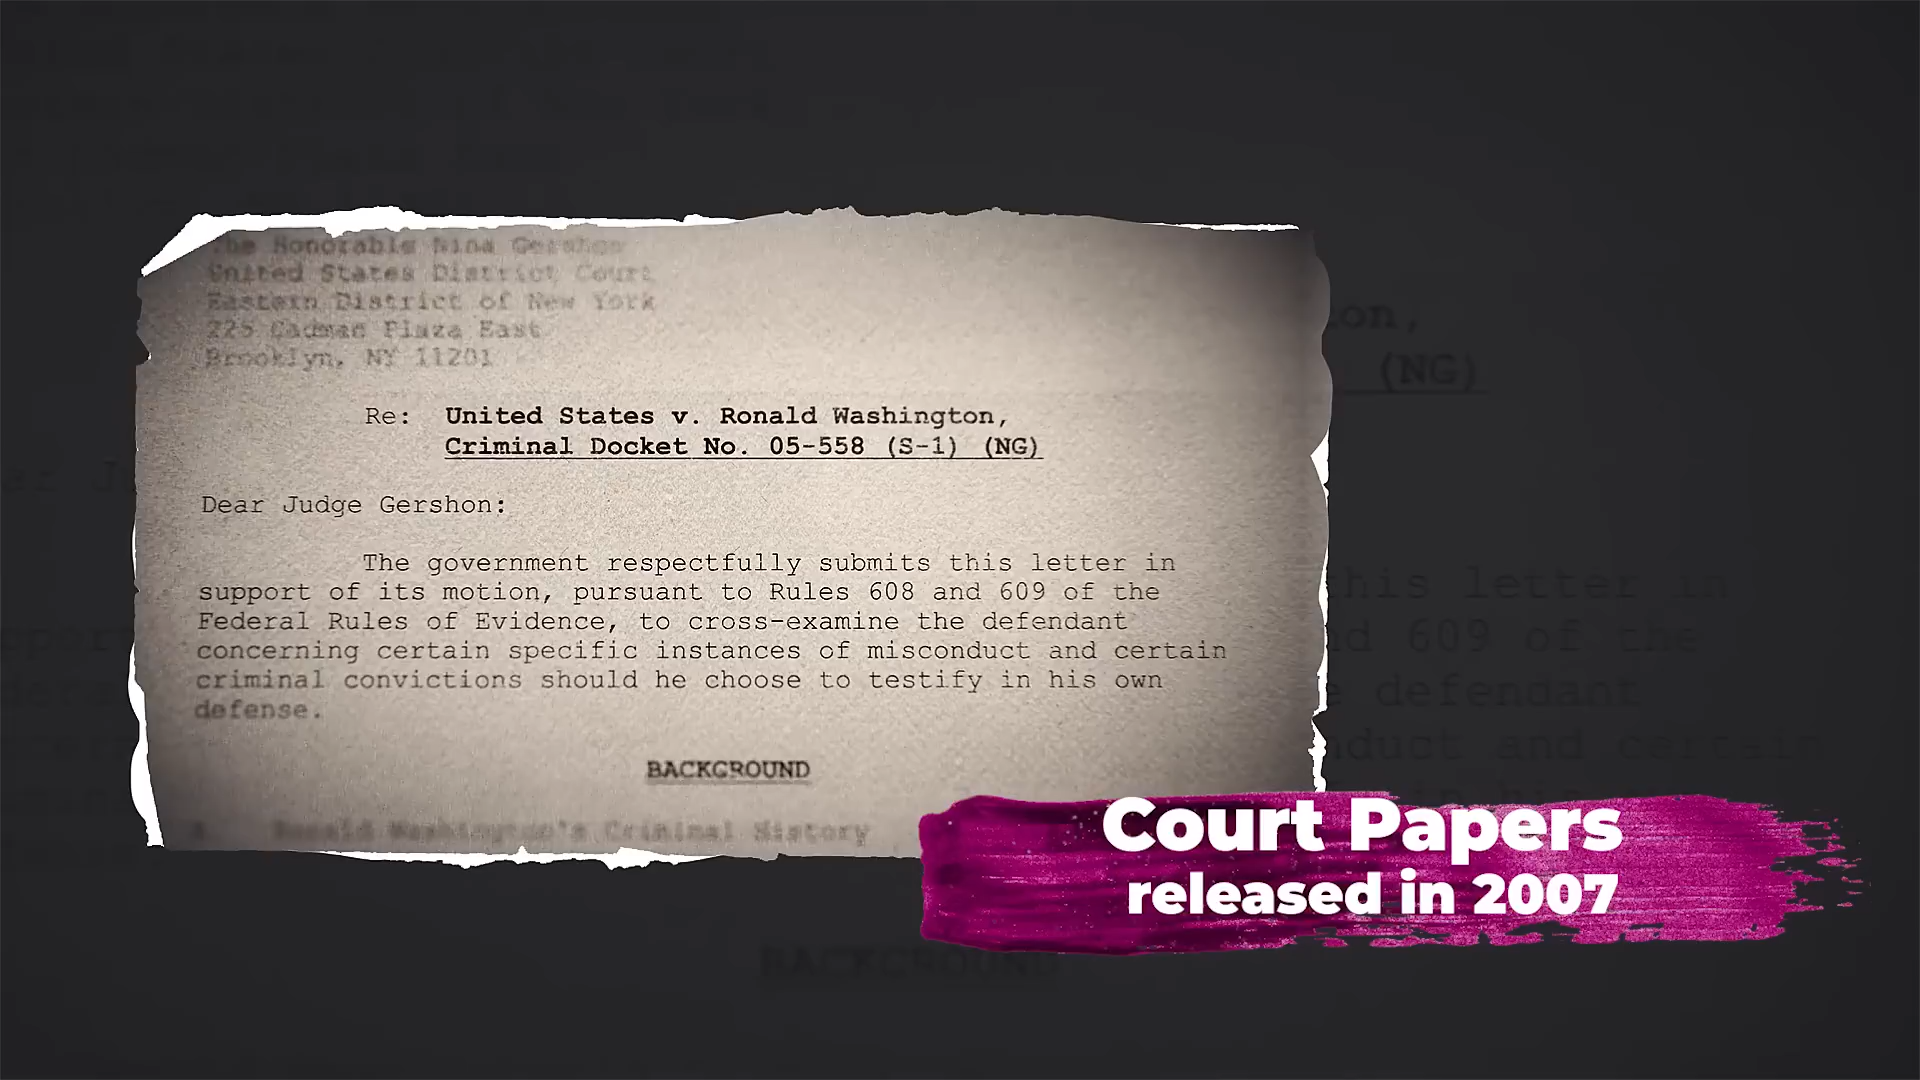 The Honorable Nina Gershon
United States District Court
Eastern District of New York
225 Cadman Plaza East
Brooklyn, NY 11201
Re: United States v. Ronald Washington,
Criminal Docket No. 05-558 (S-1) (NG)
Dear Judge Gershon:
The government respectfully submits this letter in
support of its motion, pursuant to Rules 608 and 609 of the
Federal Rules of Evidence, to cross-examine the defendant
concerning certain specific instances of misconduct and certain
criminal convictions should he choose to testify in his own
defense.
BACKGROUND
Ronald Washington's Criminal History
Court Papers
released in 2007